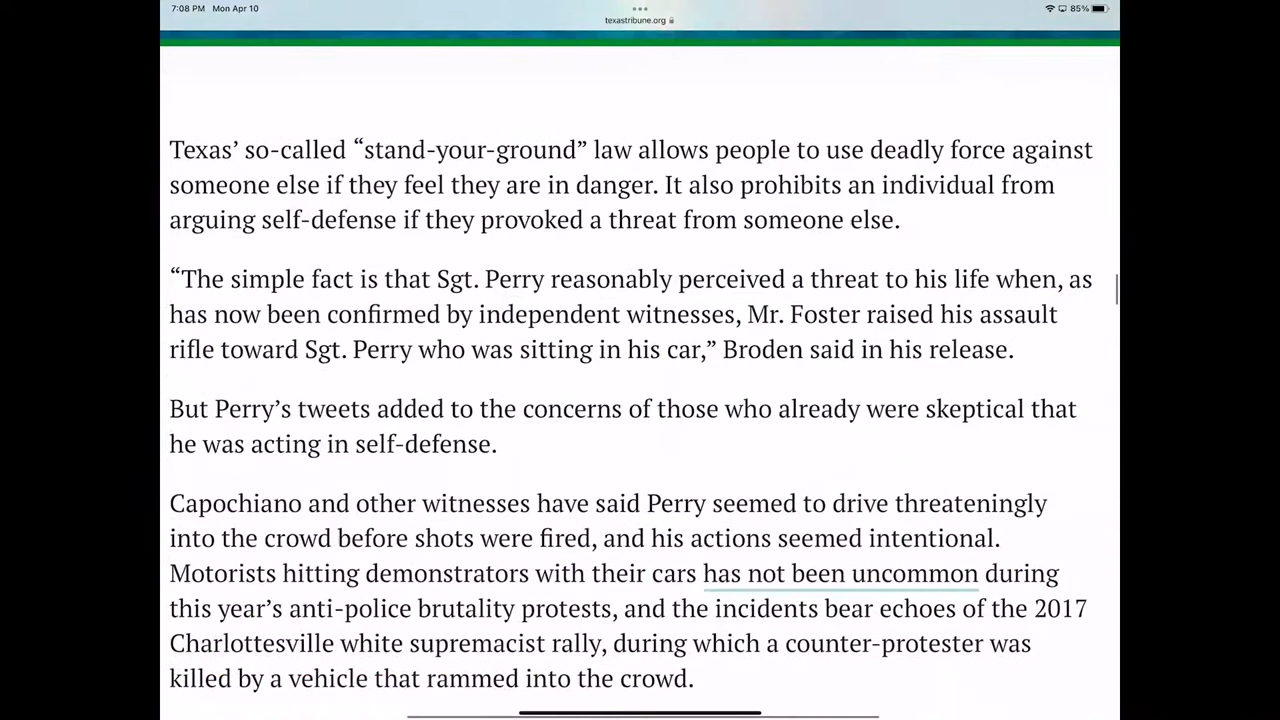 7:08 PM Mon Apr 10
85%
texastribune.org
Texas’ so-called “stand-your-ground” law allows people to use deadly force against
someone else if they feel they are in danger. It also prohibits an individual from
arguing self-defense if they provoked a threat from someone else.
“The simple fact is that Sgt. Perry reasonably perceived a threat to his life when, as
has now been confirmed by independent witnesses, Mr. Foster raised his assault
rifle toward Sgt. Perry who was sitting in his car,” Broden said in his release.
But Perry’s tweets added to the concerns of those who already were skeptical that
he was acting in self-defense.
Capochiano and other witnesses have said Perry seemed to drive threateningly
into the crowd before shots were fired, and his actions seemed intentional.
Motorists hitting demonstrators with their cars has not been uncommon during
this year’s anti-police brutality protests, and the incidents bear echoes of the 2017
Charlottesville white supremacist rally, during which a counter-protester was
killed by a vehicle that rammed into the crowd.